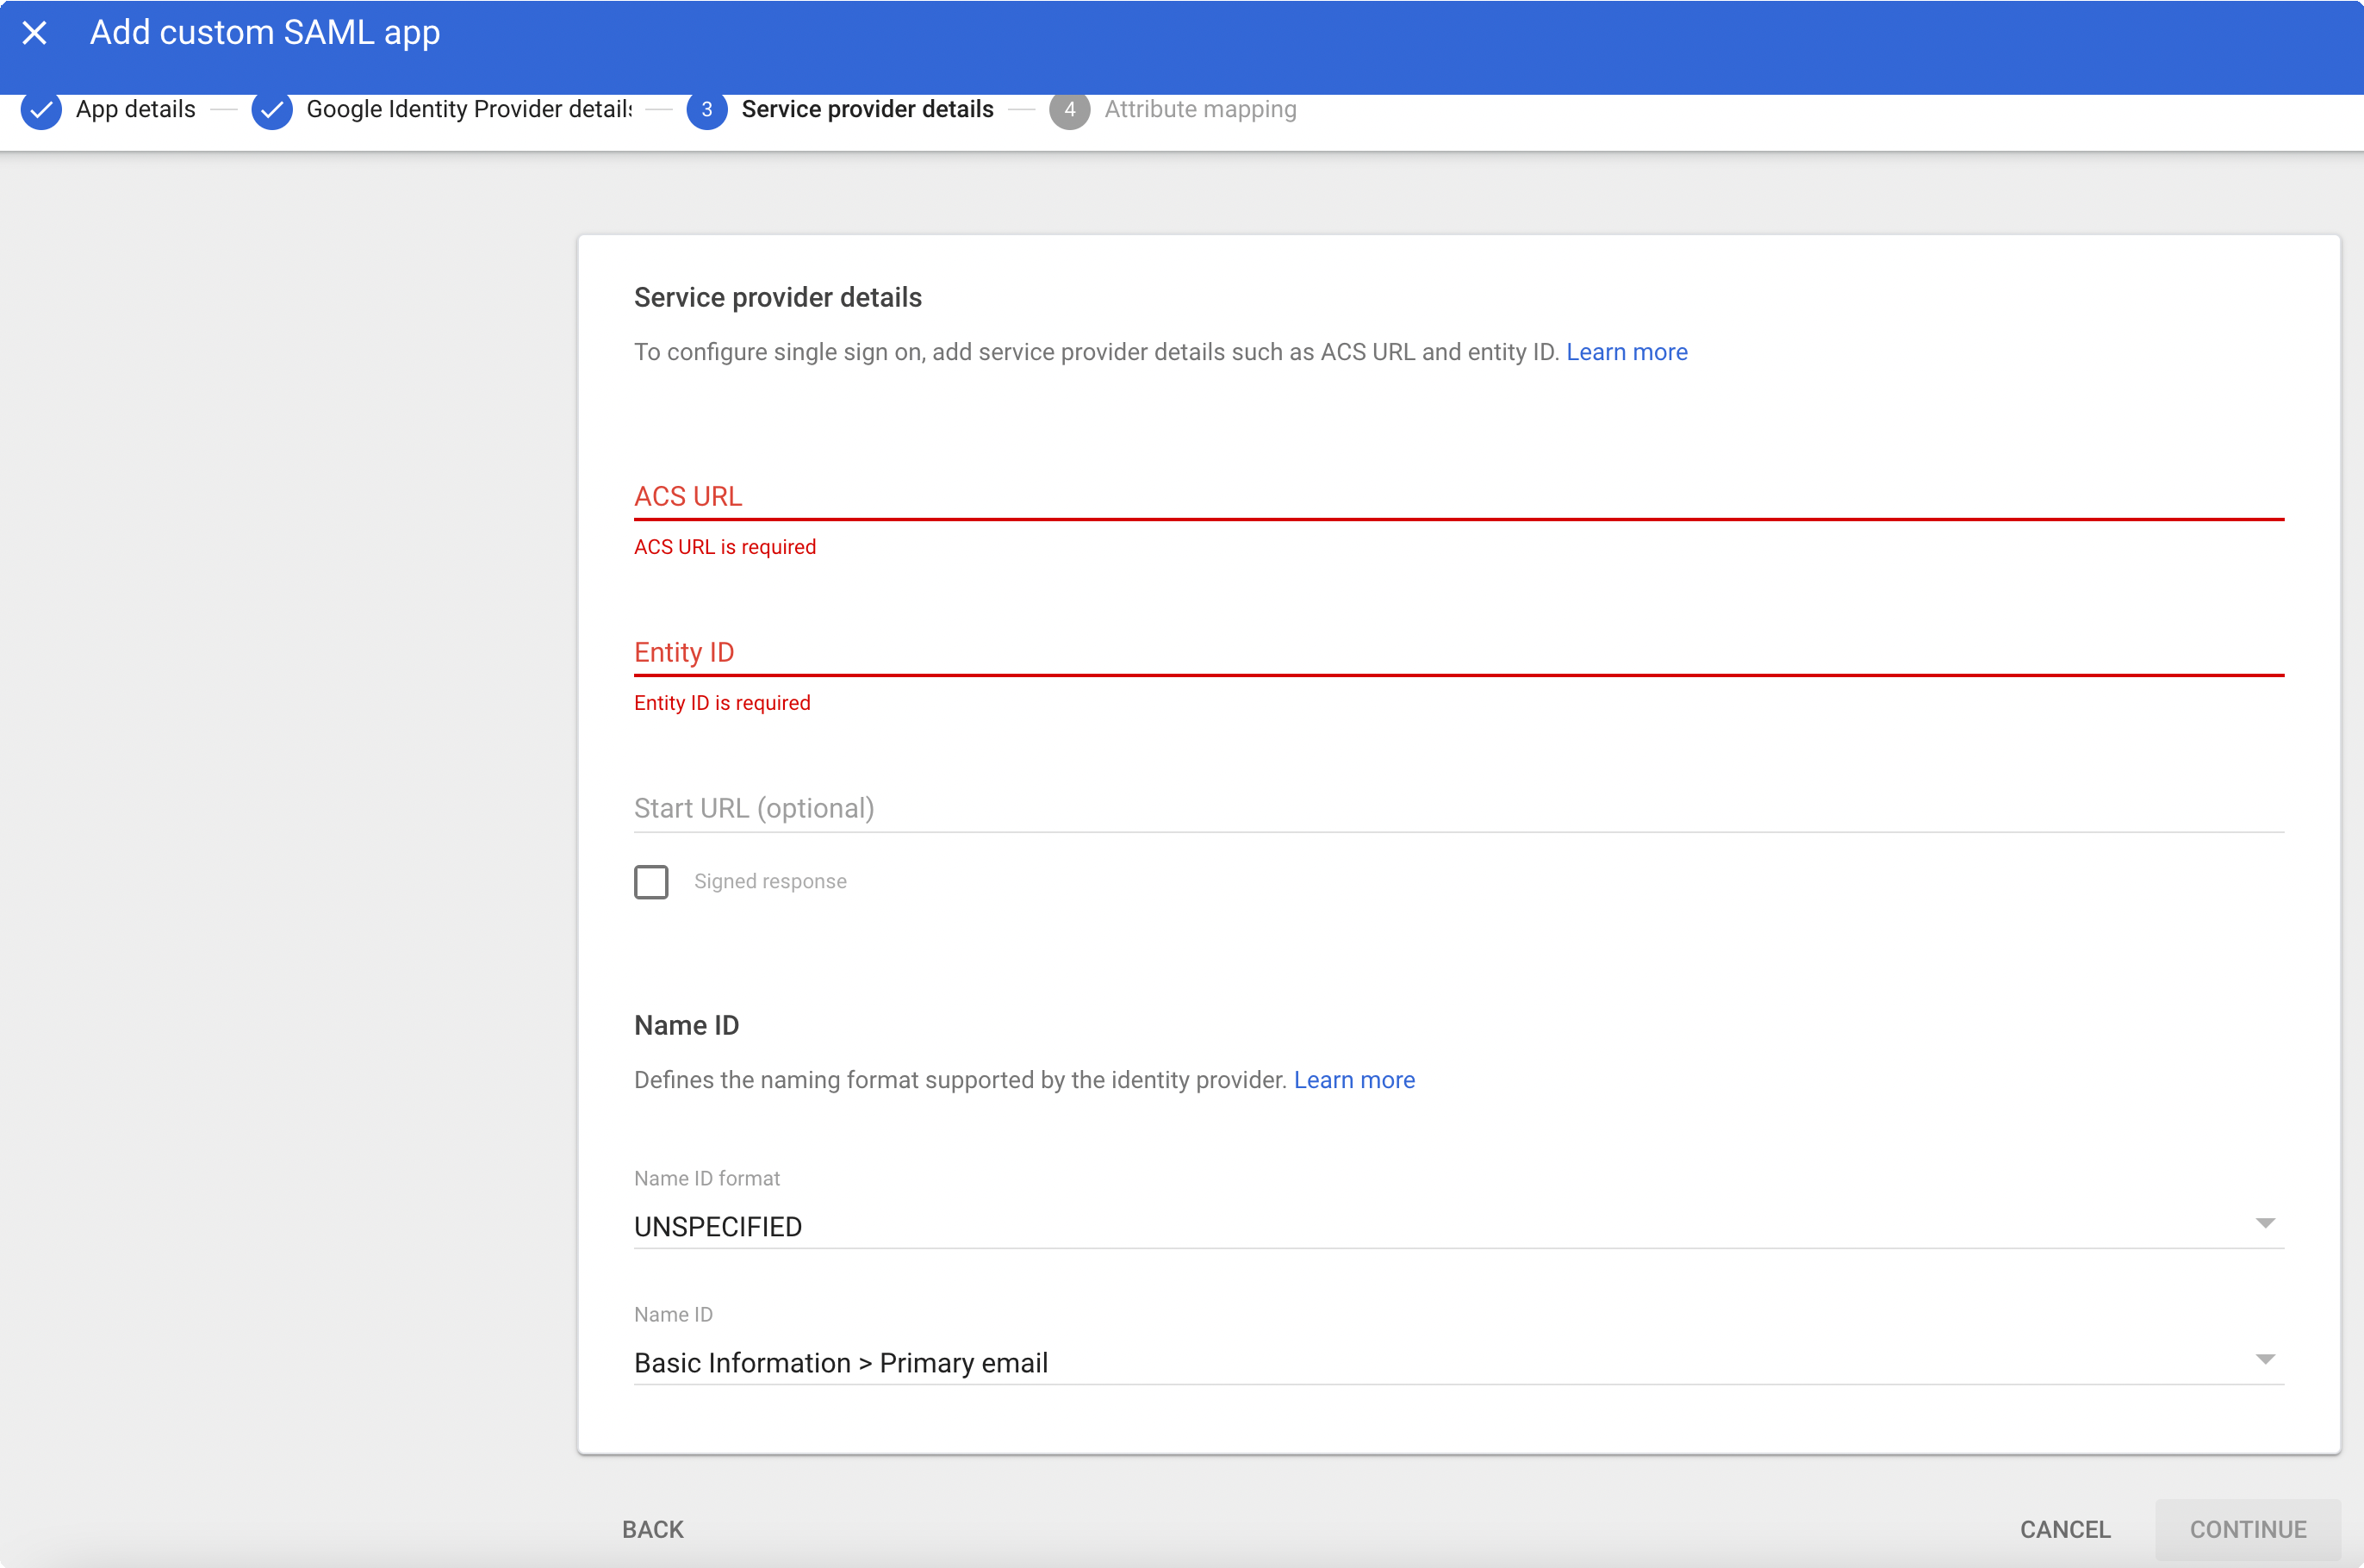 Add custom SAML app
App details
Google Identity Provider details
3 Service provider details
4 Attribute mapping
Service provider details
To configure single sign on, add service provider details such as ACS URL and entity ID. Learn more
ACS URL
ACS URL is required
Entity ID
Entity ID is required
Start URL (optional)
Signed response
Name ID
Defines the naming format supported by the identity provider. Learn more
Name ID format
UNSPECIFIED
Name ID
Basic Information > Primary email
BACK
CANCEL
CONTINUE